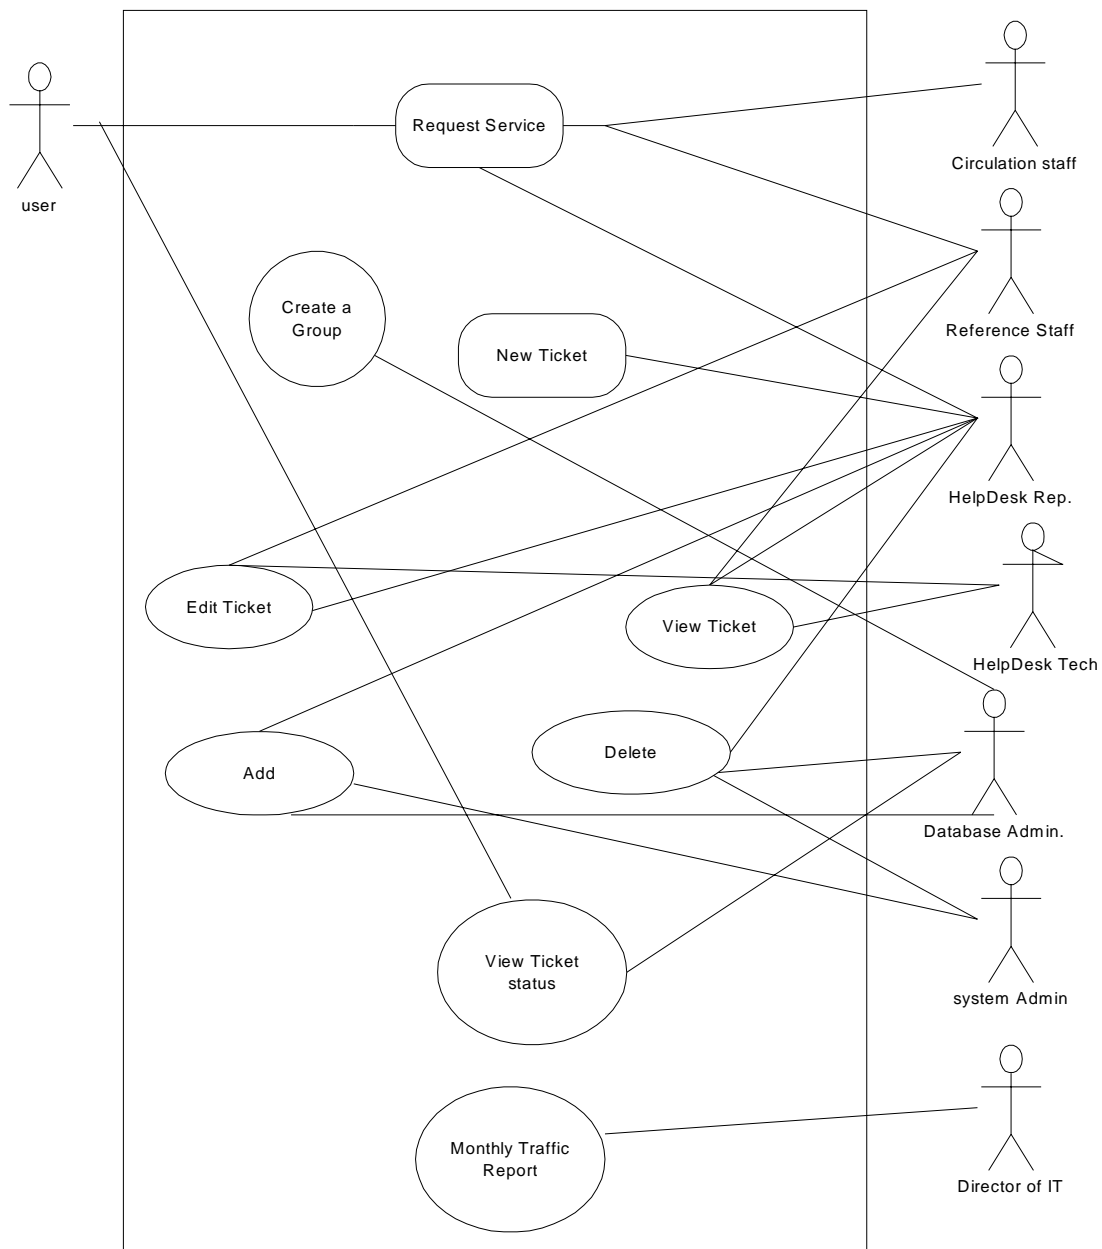 Request Service
Circulation staff
user
Create a
Group
Reference Staff
New Ticket
HelpDesk Rep.
Edit Ticket
View Ticket
HelpDesk Tech
Add
Delete
Database Admin.
View Ticket
status
system Admin
Monthly Traffic
Report
Director of IT